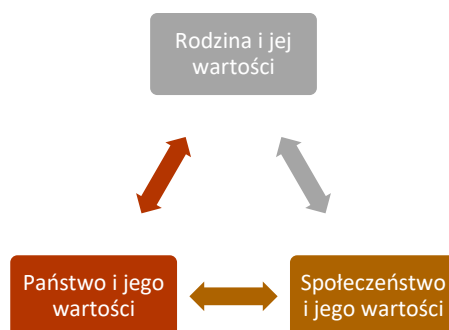 Rodzina i jej
wartości
Państwo i jego
wartości
Społeczeństwo
i jego wartości